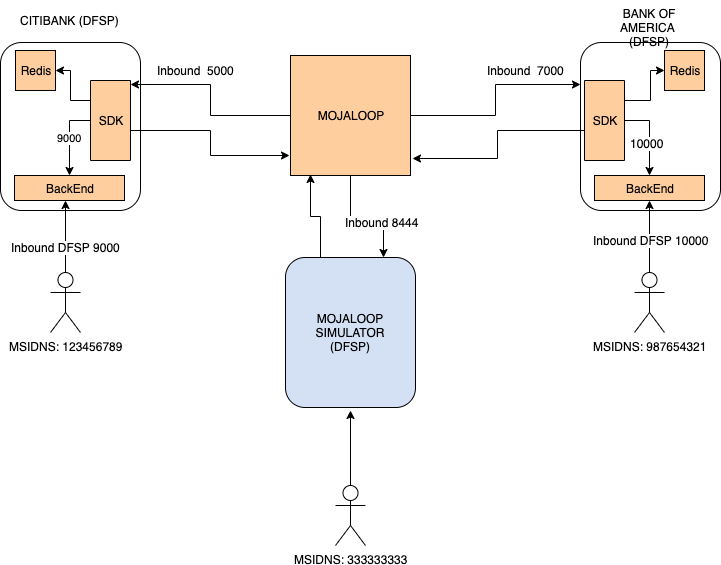 CITIBANK (DFSP)
BANK OF
AMERICA
(DFSP)
Redis
Inbound  5000
Inbound  7000
Redis
SDK
MOJALOOP
SDK
9000
10000
BackEnd
BackEnd
Inbound 8444
Inbound DFSP 9000
Inbound DFSP 10000
MOJALOOP
SIMULATOR
(DFSP)
MSIDNS: 123456789
MSIDNS: 987654321
MSIDNS: 333333333